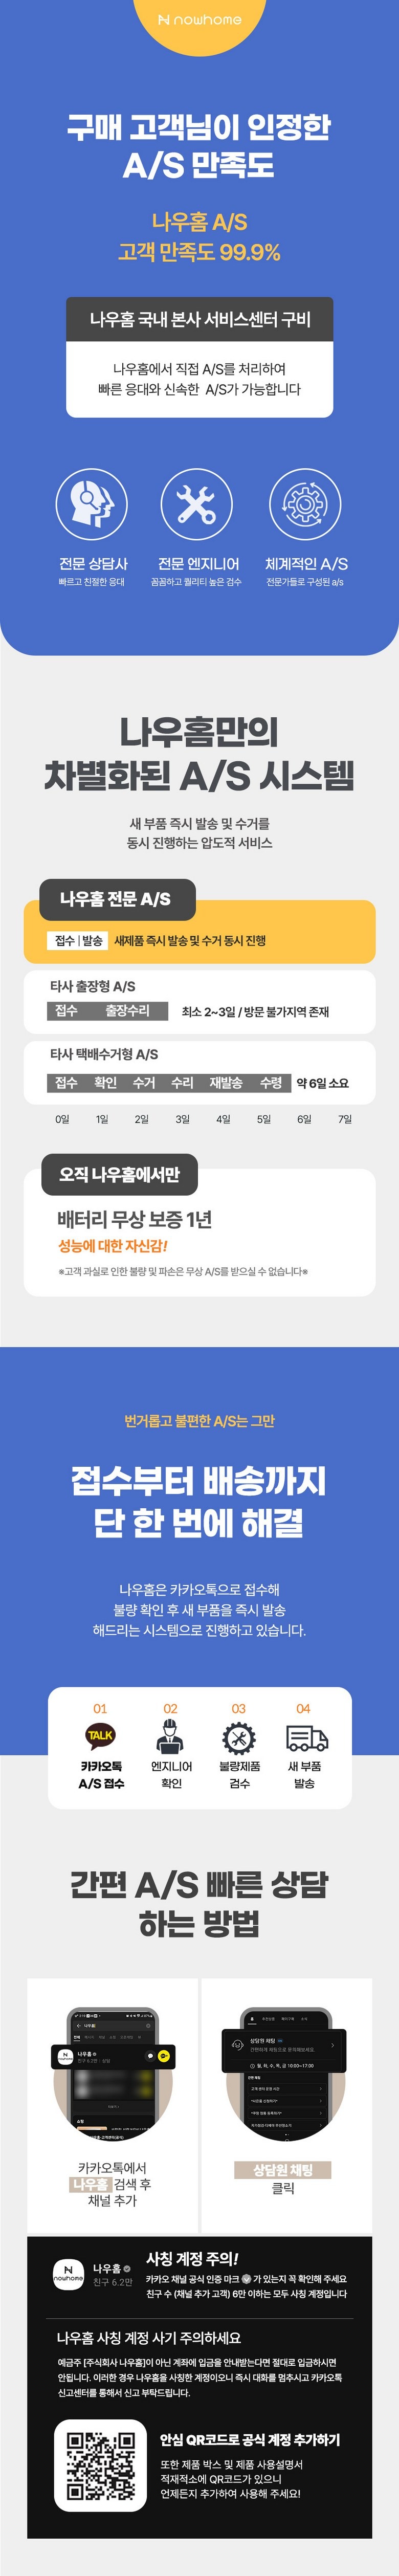 nowhome
구매 고객님이 인정한
A/S 만족도
나우홈 A/S
고객 만족도 99.9%
나우홈 국내 본사 서비스센터 구비
나우홈에서 직접 A/S를 처리하여
빠른 응대와 신속한 A/S가 가능합니다
전문 상담사
빠르고 친절한 응대
전문 엔지니어
꼼꼼하고 퀄리티 높은 검수
체계적인 A/S
전문가들로 구성된 a/s
나우홈만의
차별화된 A/S 시스템
새 부품 즉시 발송 및 수거를
동시 진행하는 압도적 서비스
나우홈 전문 A/S
접수 | 발송 새제품 즉시 발송 및 수거 동시 진행
타사 출장형 A/S
접수 출장수리 최소 2~3일 / 방문 불가지역 존재
타사 택배수거형 A/S
접수 확인 수거 수리 재발송 수령 약 6일 소요
0일 1일 2일 3일 4일 5일 6일 7일
오직 나우홈에서만
배터리 무상 보증 1년
성능에 대한 자신감!
※고객 과실로 인한 불량 및 파손은 무상 A/S를 받으실 수 없습니다※
번거롭고 불편한 A/S는 그만
접수부터 배송까지
단 한 번에 해결
나우홈은 카카오톡으로 접수해
불량 확인 후 새 부품을 즉시 발송
해드리는 시스템으로 진행하고 있습니다.
01 02 03 04
TALK
카카오톡 엔지니어 불량제품 새 부품
A/S 접수 확인 검수 발송
간편 A/S 빠른 상담
하는 방법
나우홈
나우홈
nowhome
상담원 채팅
월, 화, 수, 목, 금 10:00~17:00
카카오톡에서
나우홈 검색 후
채널 추가
상담원 채팅
클릭
nowhome
나우홈
친구 6.2만
사칭 계정 주의!
카카오 채널 공식 인증 마크 가 있는지 꼭 확인해 주세요
친구 수 (채널 추가 고객) 6만 이하는 모두 사칭 계정입니다
나우홈 사칭 계정 사기 주의하세요
예금주 [주식회사 나우홈]이 아닌 계좌에 입금을 안내받는다면 절대로 입금하시면
안됩니다. 이러한 경우 나우홈을 사칭한 계정이오니 즉시 대화를 멈추시고 카카오톡
신고센터를 통해서 신고 부탁드립니다.
안심 QR코드로 공식 계정 추가하기
또한 제품 박스 및 제품 사용설명서
적재적소에 QR코드가 있으니
언제든지 추가하여 사용해 주세요!